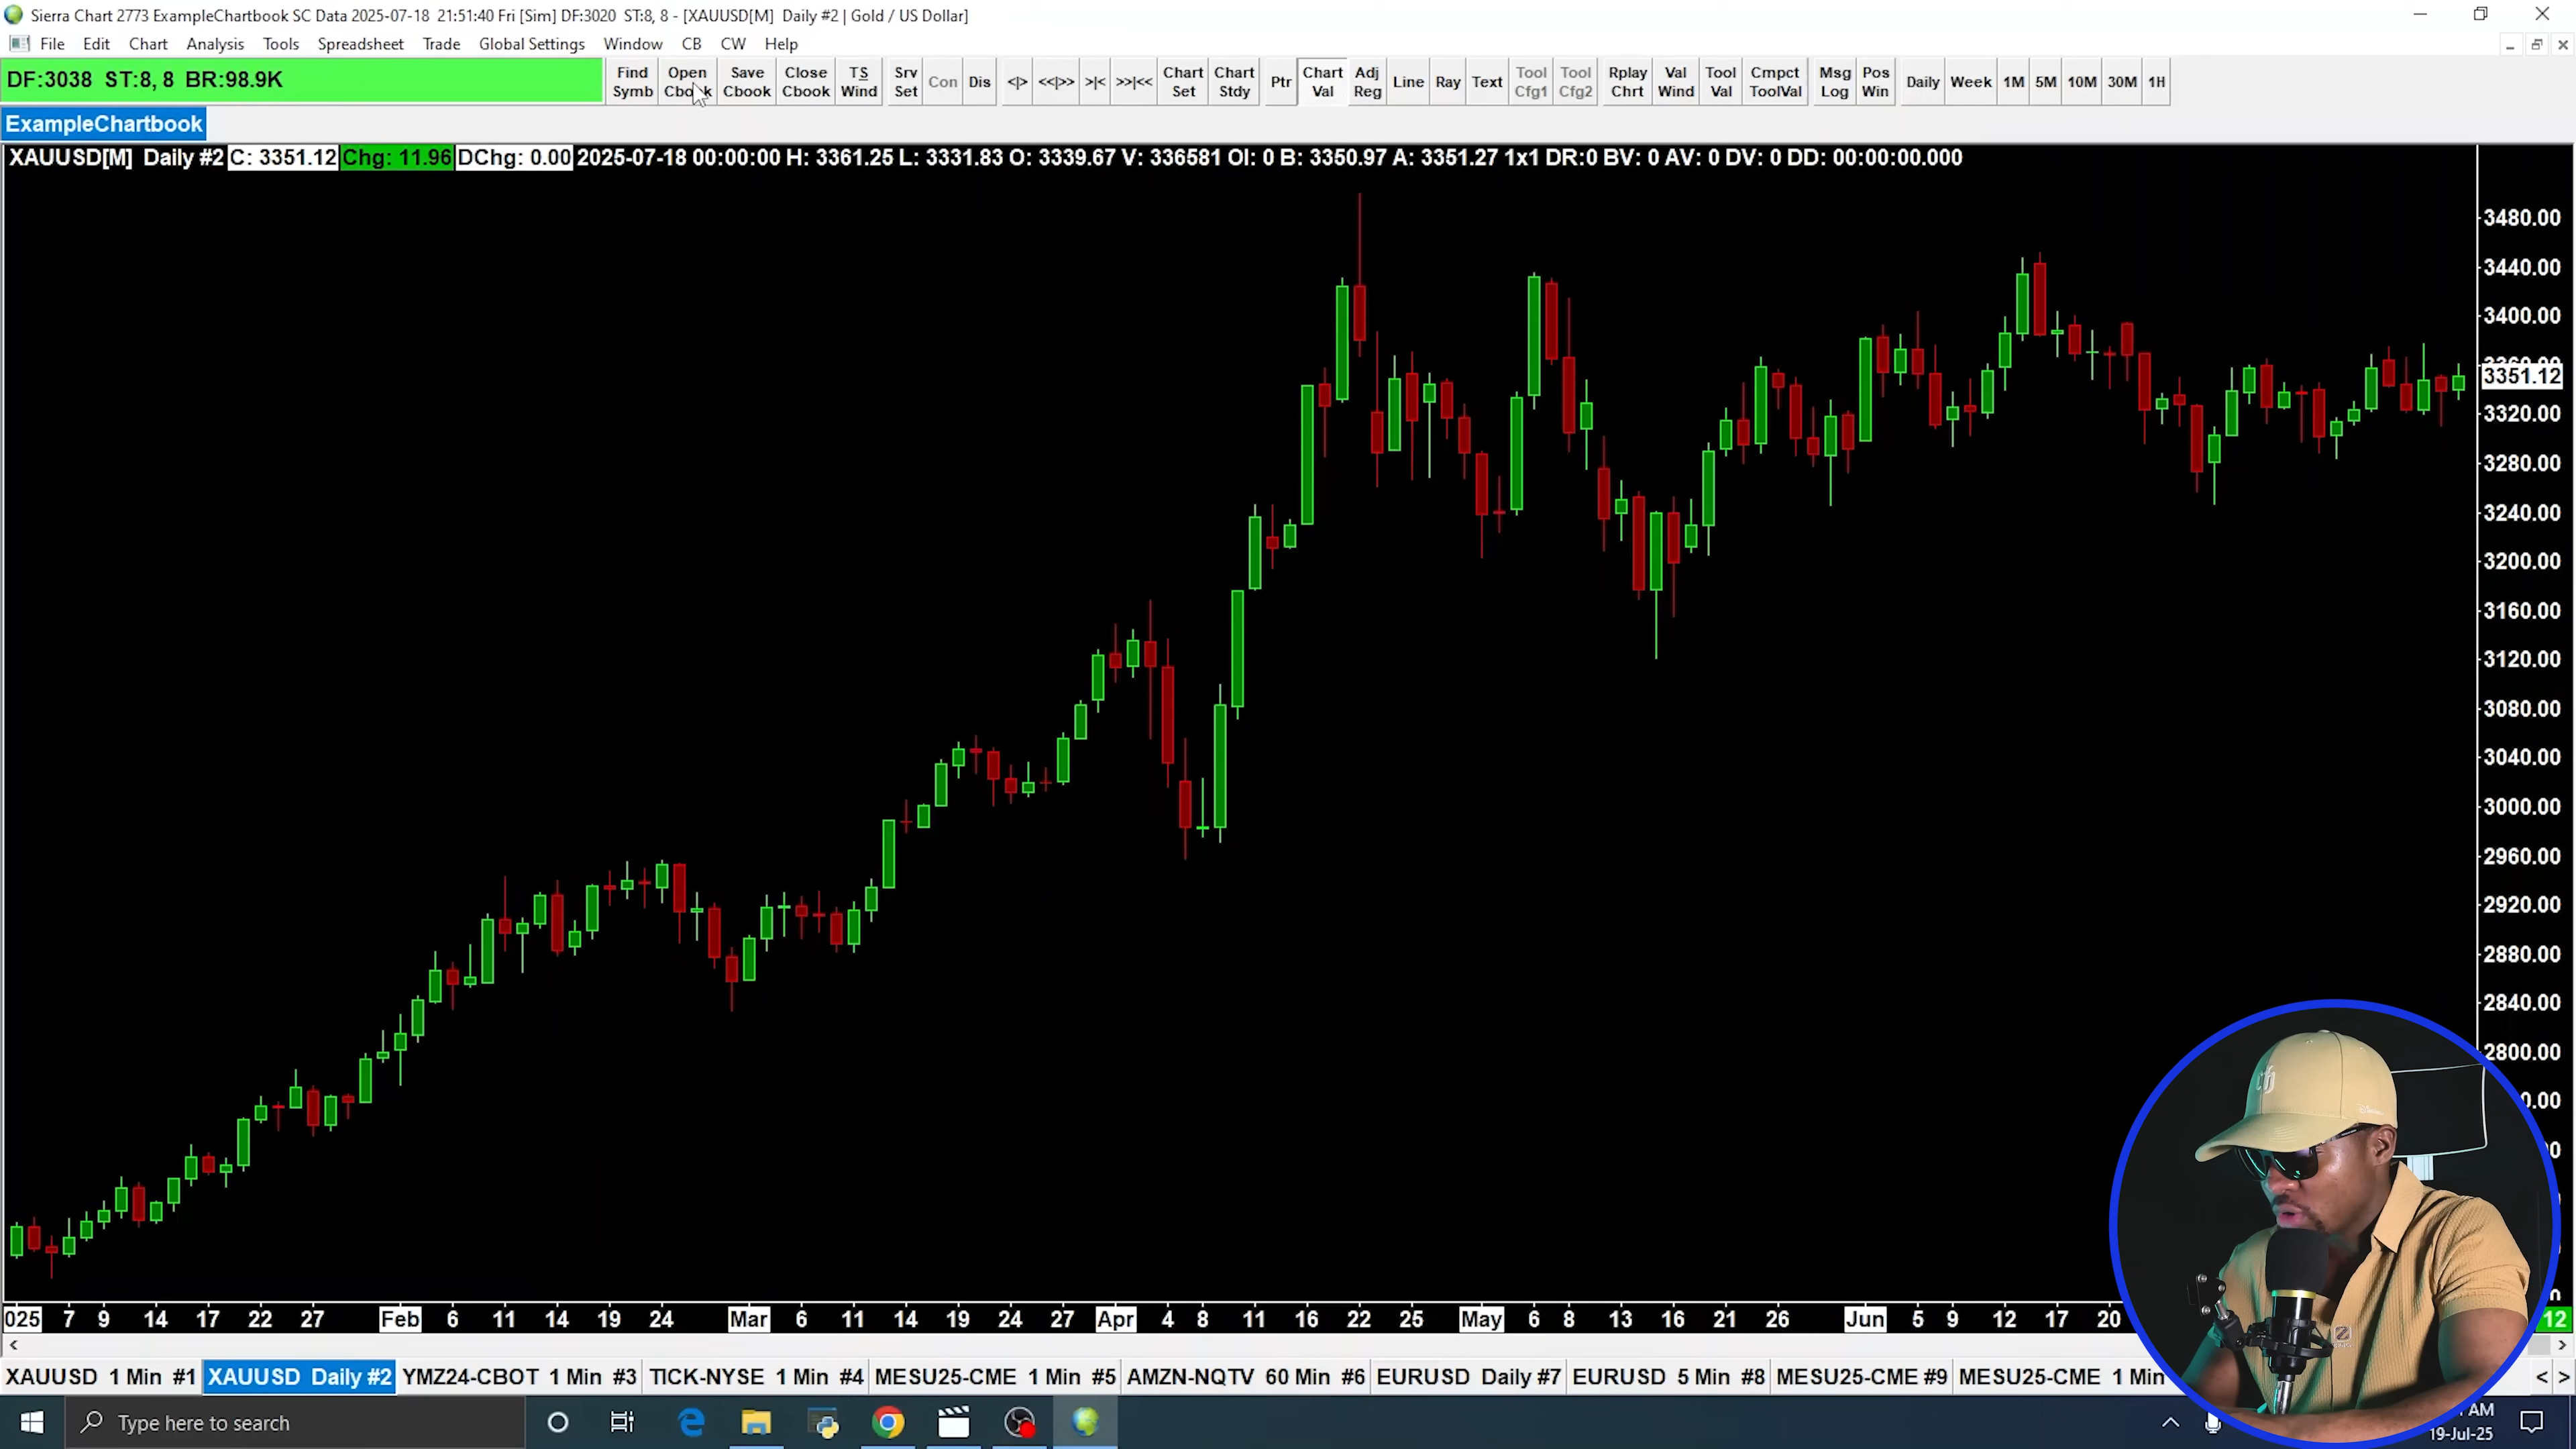 Sierra Chart 2773 ExampleChartbook SC Data 2025-07-18 21:51:40 Fri [Sim] DF:3020 ST:8, 8 - [XAUUSD[M] Daily #2 | Gold / US Dollar]
File Edit Chart Analysis Tools Spreadsheet Trade Global Settings Window CB CW Help
DF:3038 ST:8, 8 BR:98.9K
Find Symb Open Cbook Save Cbook Close Cbook TS Wind Srv Set Con Dis <|> <<|>> >|< >>|<< Chart Set Chart Stdy Ptr Chart Val Adj Reg Line Ray Text Tool Cfg1 Tool Cfg2 Rplay Chrt Val Wind Tool Val Cmpct ToolVal Msg Log Pos Win Daily Week 1M 5M 10M 30M 1H
ExampleChartbook
XAUUSD[M] Daily #2 C: 3351.12 Chg: 11.96 DChg: 0.00 2025-07-18 00:00:00 H: 3361.25 L: 3331.83 O: 3339.67 V: 336581 OI: 0 B: 3350.97 A: 3351.27 1x1 DR:0 BV: 0 AV: 0 DV: 0 DD: 00:00:00.000
3480.00
3440.00
3400.00
3360.00
3351.12
3320.00
3280.00
3240.00
3200.00
3160.00
3120.00
3080.00
3040.00
3000.00
2960.00
2920.00
2880.00
2840.00
2800.00
025 7 9 14 17 22 27 Feb 6 11 14 19 24 Mar 6 11 14 19 24 27 Apr 4 8 11 16 22 25 May 6 8 13 16 21 26 Jun 5 9 12 17 20 12
XAUUSD 1 Min #1 XAUUSD Daily #2 YMZ24-CBOT 1 Min #3 TICK-NYSE 1 Min #4 MESU25-CME 1 Min #5 AMZN-NQTV 60 Min #6 EURUSD Daily #7 EURUSD 5 Min #8 MESU25-CME #9 MESU25-CME 1 Min
Type here to search
AM
19-Jul-25